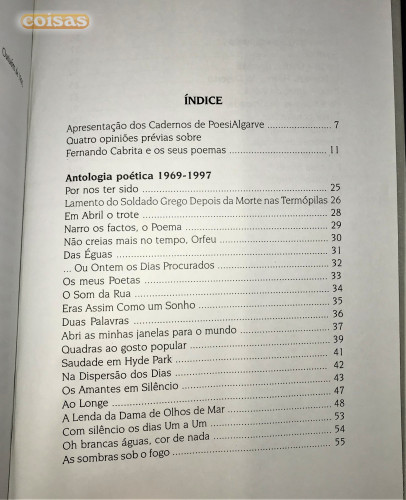 coisas
ÍNDICE
Apresentação dos Cadernos de PoesiAlgarve ........................ 7
Quatro opiniões prévias sobre
Fernando Cabrita e os seus poemas ................................ 11
Antologia poética 1969-1997
Por nos ter sido ................................ 25
Lamento do Soldado Grego Depois da Morte nas Termópilas 26
Em Abril o trote ................................ 28
Narro os factos, o Poema ................................ 29
Não creias mais no tempo, Orfeu ................................ 30
Das Éguas ................................ 31
... Ou Ontem os Dias Procurados ................................ 32
Os meus Poetas ................................ 33
O Som da Rua ................................ 34
Eras Assim Como um Sonho ................................ 35
Duas Palavras ................................ 36
Abri as minhas janelas para o mundo ................................ 37
Quadras ao gosto popular ................................ 39
Saudade em Hyde Park ................................ 41
Na Dispersão dos Dias ................................ 42
Os Amantes em Silêncio ................................ 43
Ao Longe ................................ 47
A Lenda da Dama de Olhos de Mar ................................ 48
Com silêncio os dias Um a Um ................................ 53
Oh brancas águas, cor de nada ................................ 54
As sombras sob o fogo ................................ 55